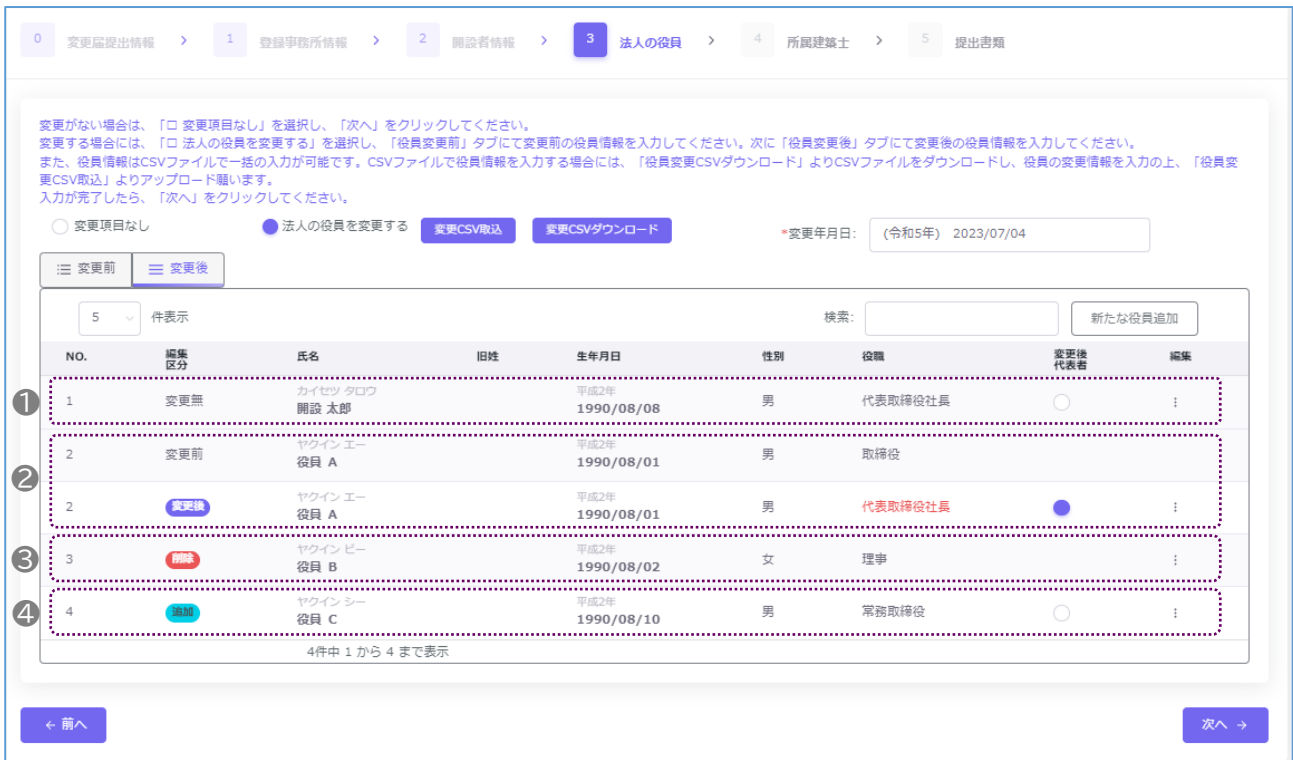 0 変更届提出情報 > 1 登録事務所情報 > 2 開設者情報 > 3 法人の役員 > 4 所属建築士 > 5 提出書類
変更がない場合は、「□ 変更項目なし」を選択し、「次へ」をクリックしてください。
変更する場合には、「□ 法人の役員を変更する」を選択し、「役員変更前」タブにて変更前の役員情報を入力してください。次に「役員変更後」タブにて変更後の役員情報を入力してください。
また、役員情報はCSVファイルで一括の入力が可能です。CSVファイルで役員情報を入力する場合には、「役員変更CSVダウンロード」よりCSVファイルをダウンロードし、役員の変更情報を入力の上、「役員変
更CSV取込」よりアップロード願います。
入力が完了したら、「次へ」をクリックしてください。
変更項目なし 法人の役員を変更する 変更CSV取込 変更CSVダウンロード *変更年月日: (令和5年) 2023/07/04
変更前 変更後
5 件表示 検索: 新たな役員追加
NO. 編集 氏名 旧姓 生年月日 性別 役職 変更後 編集
区分 代表者
カイセツ タロウ 平成2年
❶ 1 変更無 開設 太郎 1990/08/08 男 代表取締役社長
ヤクイン エー 平成2年
❷ 2 変更前 役員 A 1990/08/01 男 取締役
ヤクイン エー 平成2年
2 変更後 役員 A 1990/08/01 男 代表取締役社長
ヤクイン ビー 平成2年
❸ 3 削除 役員 B 1990/08/02 女 理事
ヤクイン シー 平成2年
❹ 4 追加 役員 C 1990/08/10 男 常務取締役
4件中 1 から 4 まで表示
← 前へ 次へ →